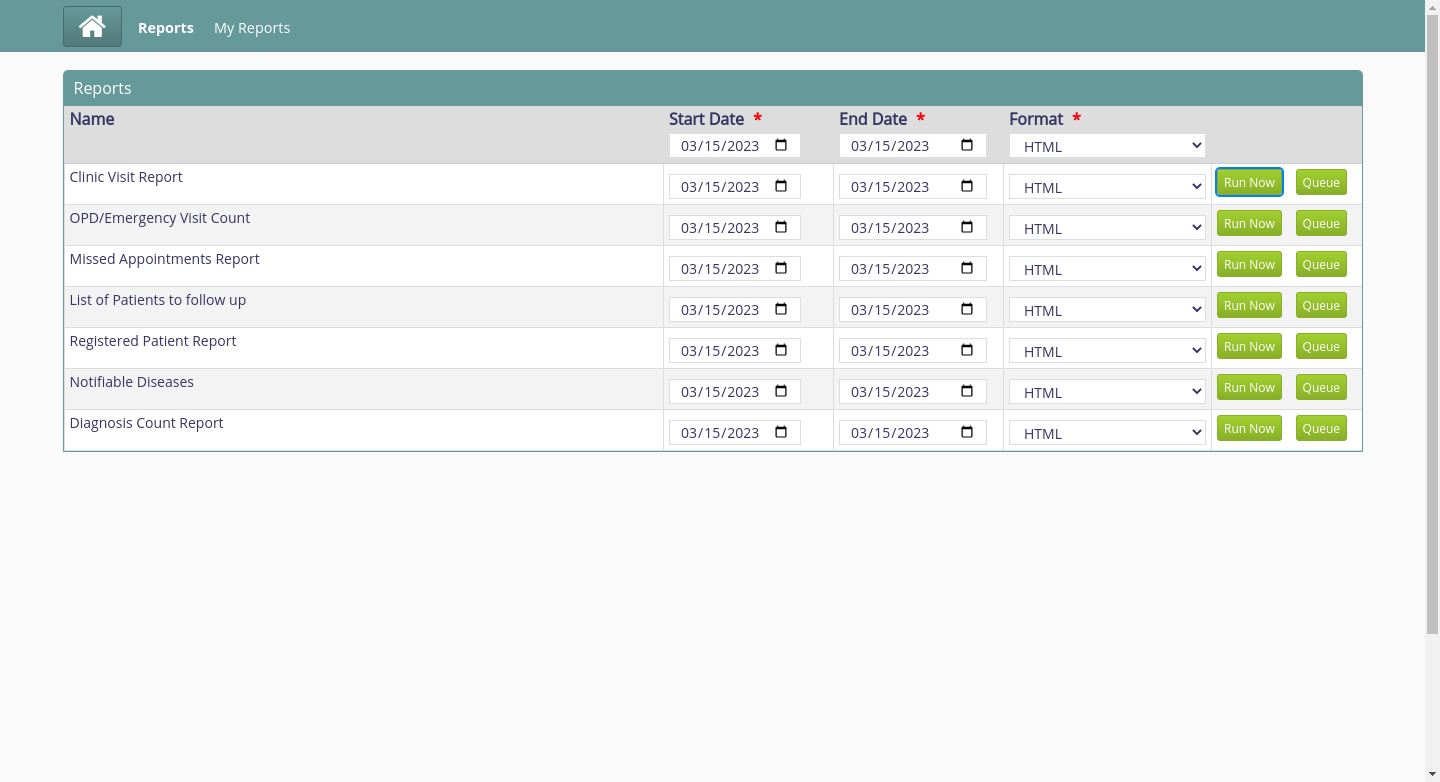 Reports My Reports
Reports
Name Start Date * End Date * Format *
03/15/2023 03/15/2023 HTML
Clinic Visit Report 03/15/2023 03/15/2023 HTML Run Now Queue
OPD/Emergency Visit Count 03/15/2023 03/15/2023 HTML Run Now Queue
Missed Appointments Report 03/15/2023 03/15/2023 HTML Run Now Queue
List of Patients to follow up 03/15/2023 03/15/2023 HTML Run Now Queue
Registered Patient Report 03/15/2023 03/15/2023 HTML Run Now Queue
Notifiable Diseases 03/15/2023 03/15/2023 HTML Run Now Queue
Diagnosis Count Report 03/15/2023 03/15/2023 HTML Run Now Queue